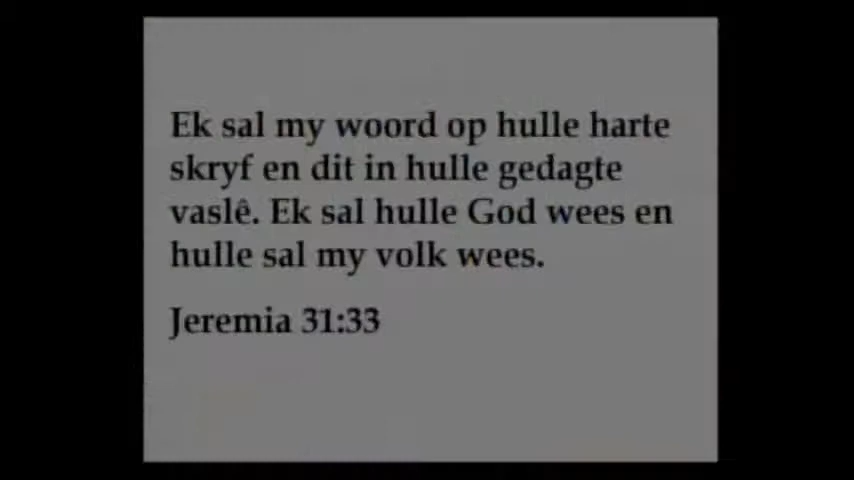 Ek sal my woord op hulle harte
skryf en dit in hulle gedagte
vaslê. Ek sal hulle God wees en
hulle sal my volk wees.
Jeremia 31:33